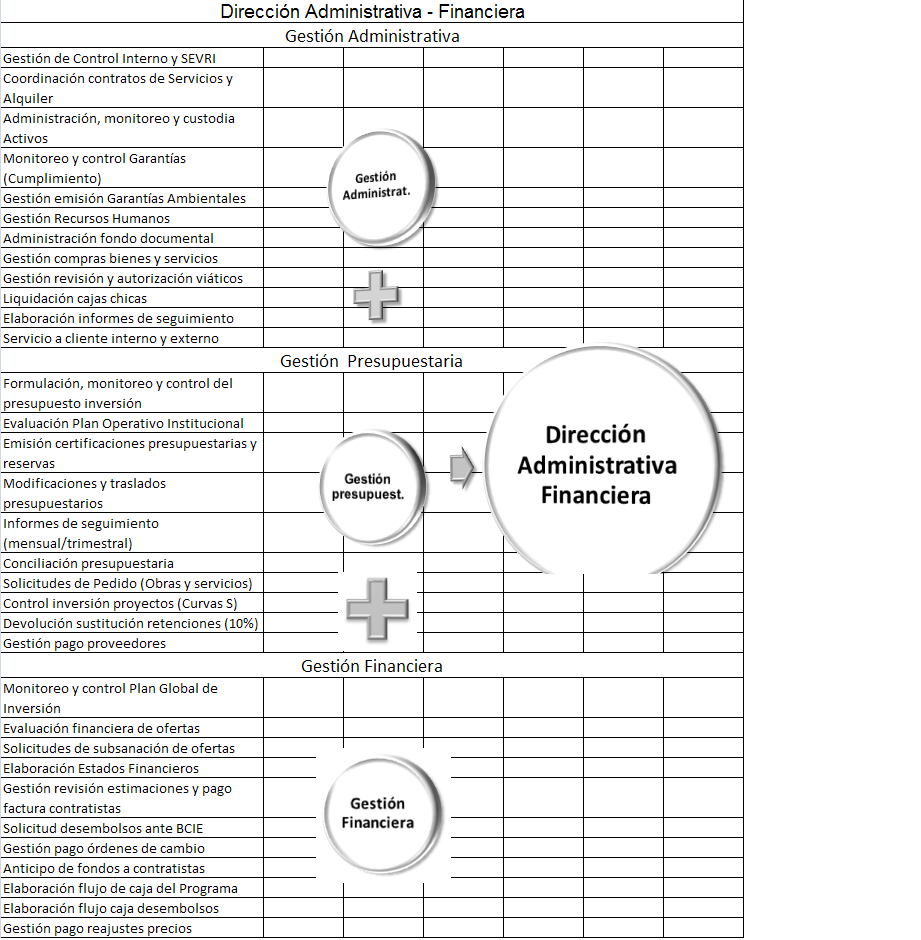 Dirección Administrativa - Financiera
Gestión Administrativa
Gestión de Control Interno y SEVRI
Coordinación contratos de Servicios y
Alquiler
Administración, monitoreo y custodia
Activos
Monitoreo y control Garantías
(Cumplimiento)
Gestión emisión Garantías Ambientales
Gestión Recursos Humanos
Administración fondo documental
Gestión compras bienes y servicios
Gestión revisión y autorización viáticos
Liquidación cajas chicas
Elaboración informes de seguimiento
Servicio a cliente interno y externo
Gestión
Administrat.
Gestión  Presupuestaria
Formulación, monitoreo y control del
presupuesto inversión
Evaluación Plan Operativo Institucional
Emisión certificaciones presupuestarias y
reservas
Modificaciones y traslados
presupuestarios
Informes de seguimiento
(mensual/trimestral)
Conciliación presupuestaria
Solicitudes de Pedido (Obras y servicios)
Control inversión proyectos (Curvas S)
Devolución sustitución retenciones (10%)
Gestión pago proveedores
Gestión
presupuest.
Dirección
Administrativa
Financiera
Gestión Financiera
Monitoreo y control Plan Global de
Inversión
Evaluación financiera de ofertas
Solicitudes de subsanación de ofertas
Elaboración Estados Financieros
Gestión revisión estimaciones y pago
factura contratistas
Solicitud desembolsos ante BCIE
Gestión pago órdenes de cambio
Anticipo de fondos a contratistas
Elaboración flujo de caja del Programa
Elaboración flujo caja desembolsos
Gestión pago reajustes precios
Gestión
Financiera